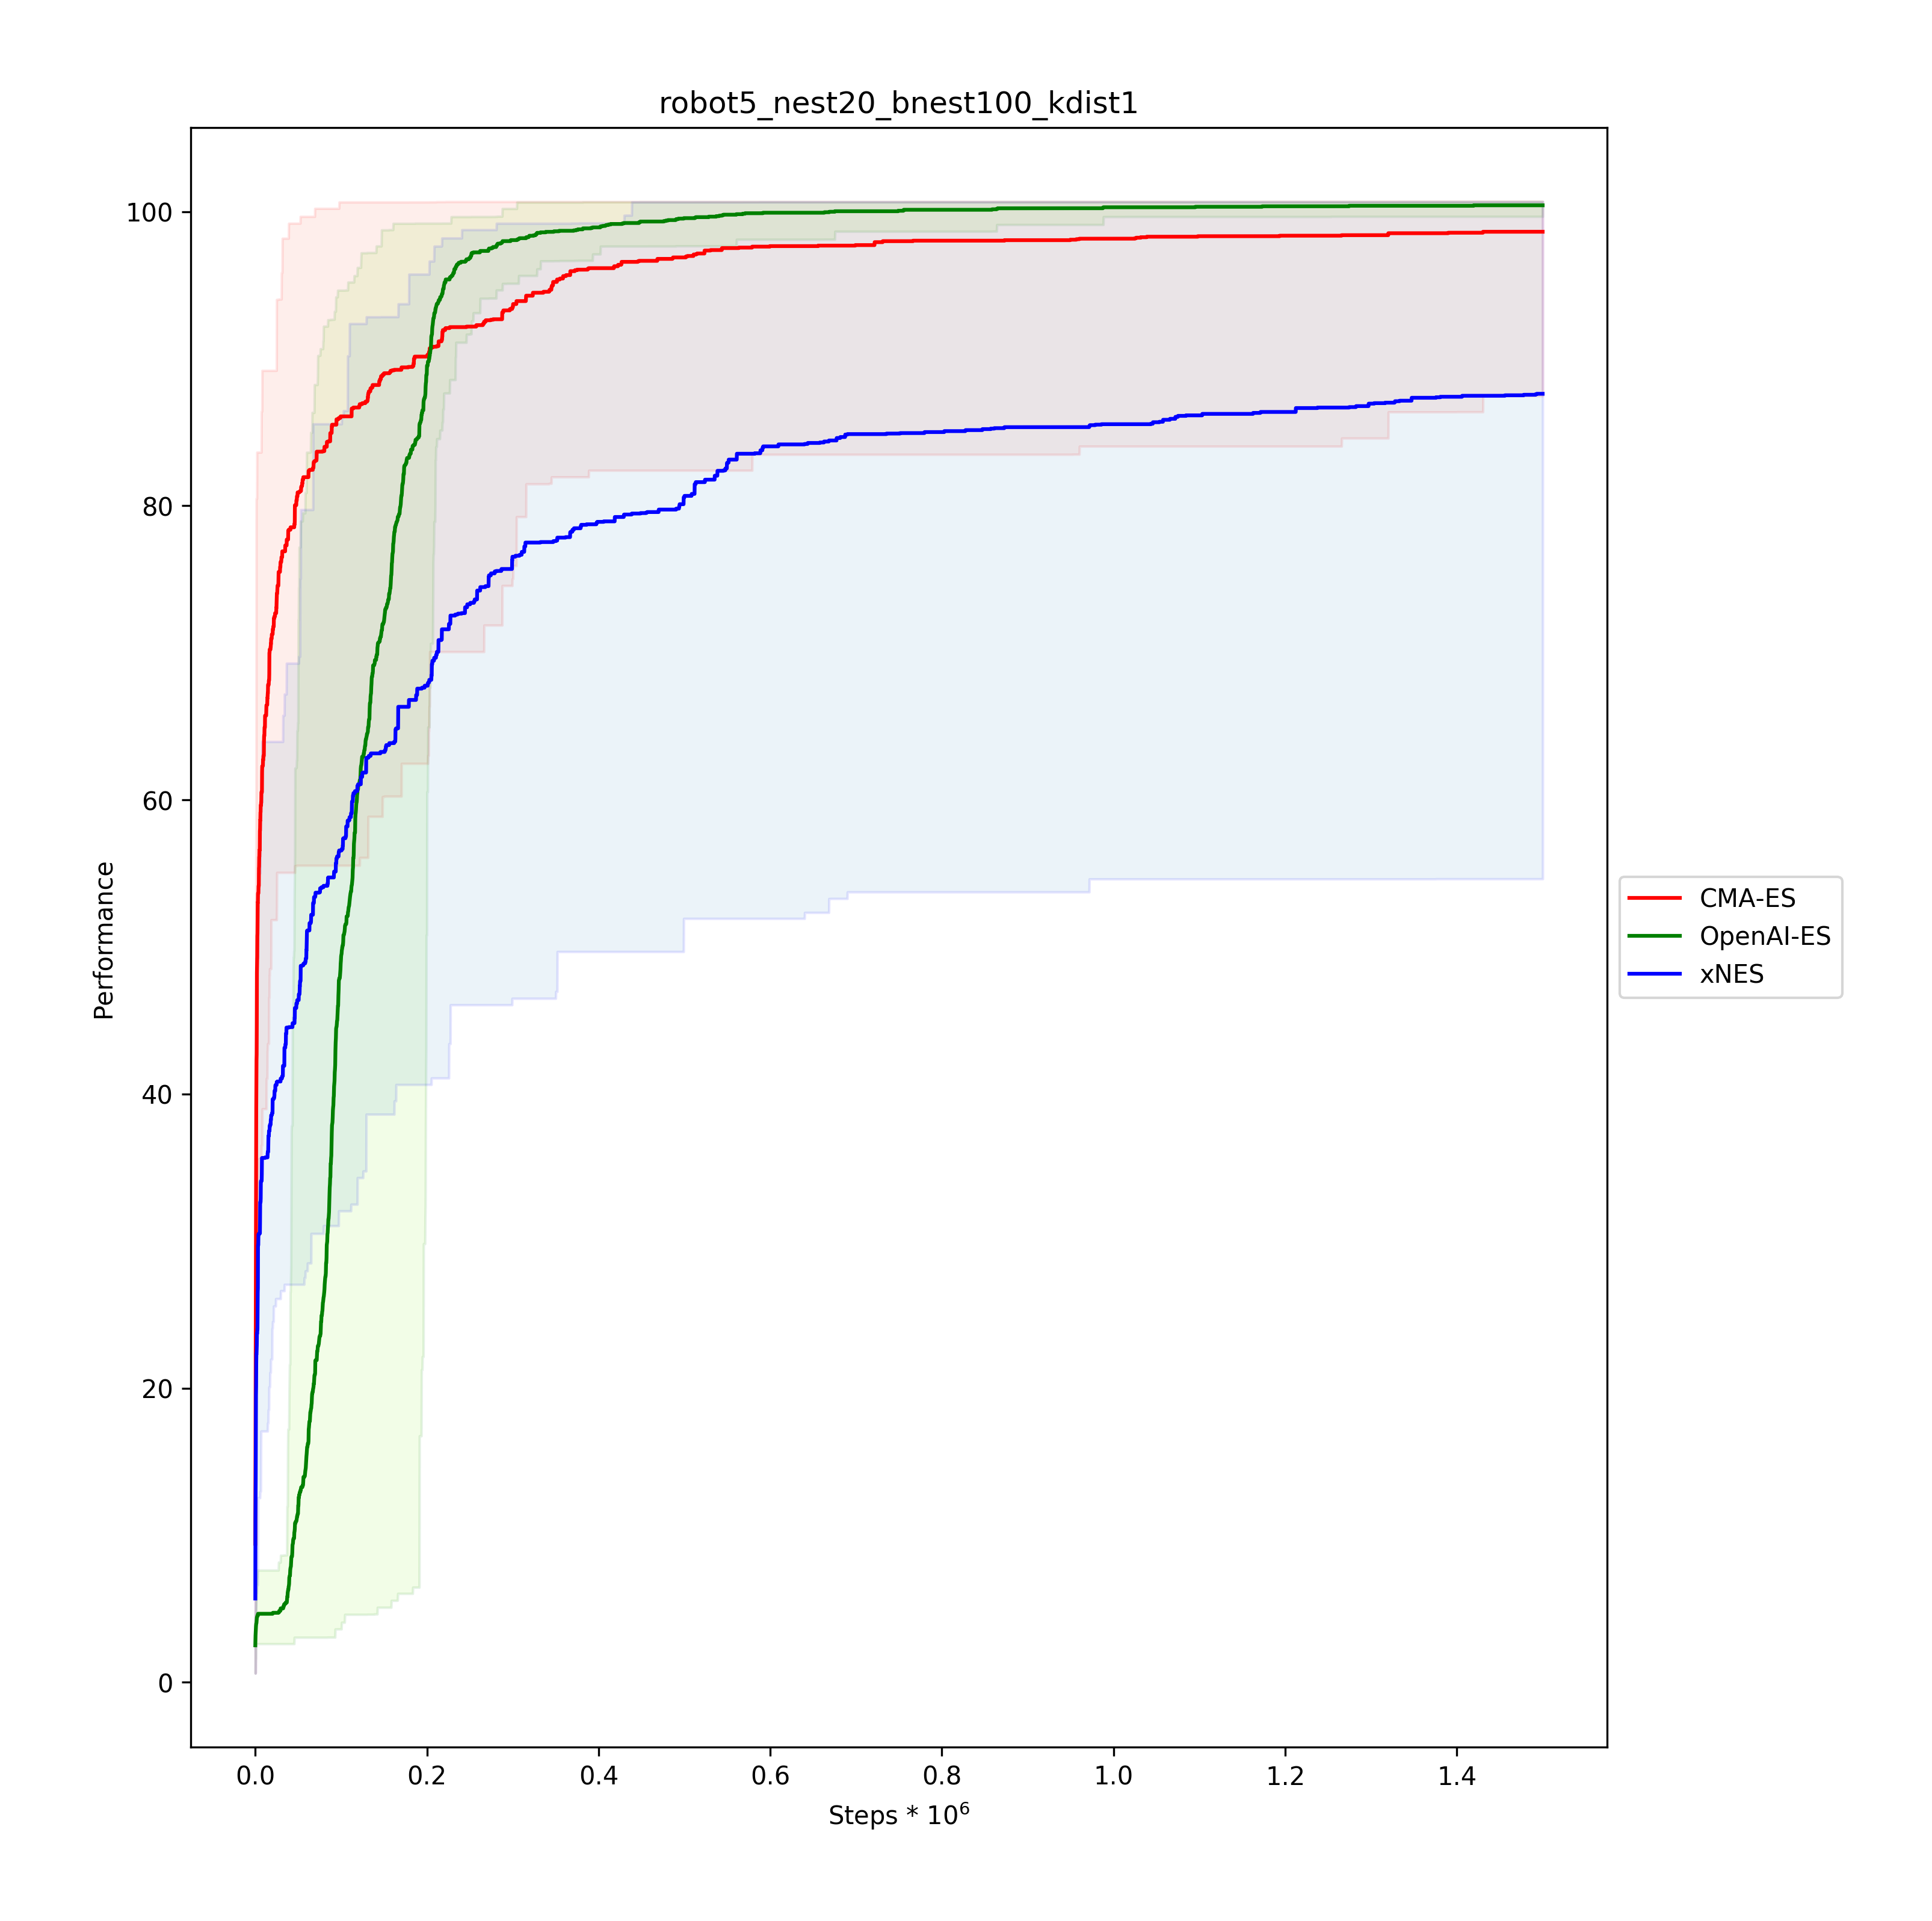 robot5_nest20_bnest100_kdist1
Performance
100
80
60
40
20
0
0.0 0.2 0.4 0.6 0.8 1.0 1.2 1.4
Steps * 10⁶
CMA-ES
OpenAI-ES
xNES